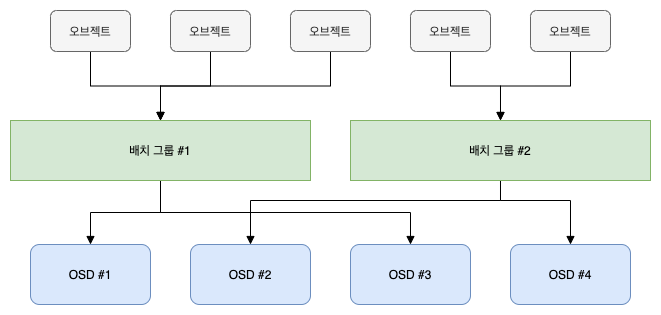 오브젝트
오브젝트
오브젝트
오브젝트
오브젝트
배치 그룹 #1
배치 그룹 #2
OSD #1
OSD #2
OSD #3
OSD #4